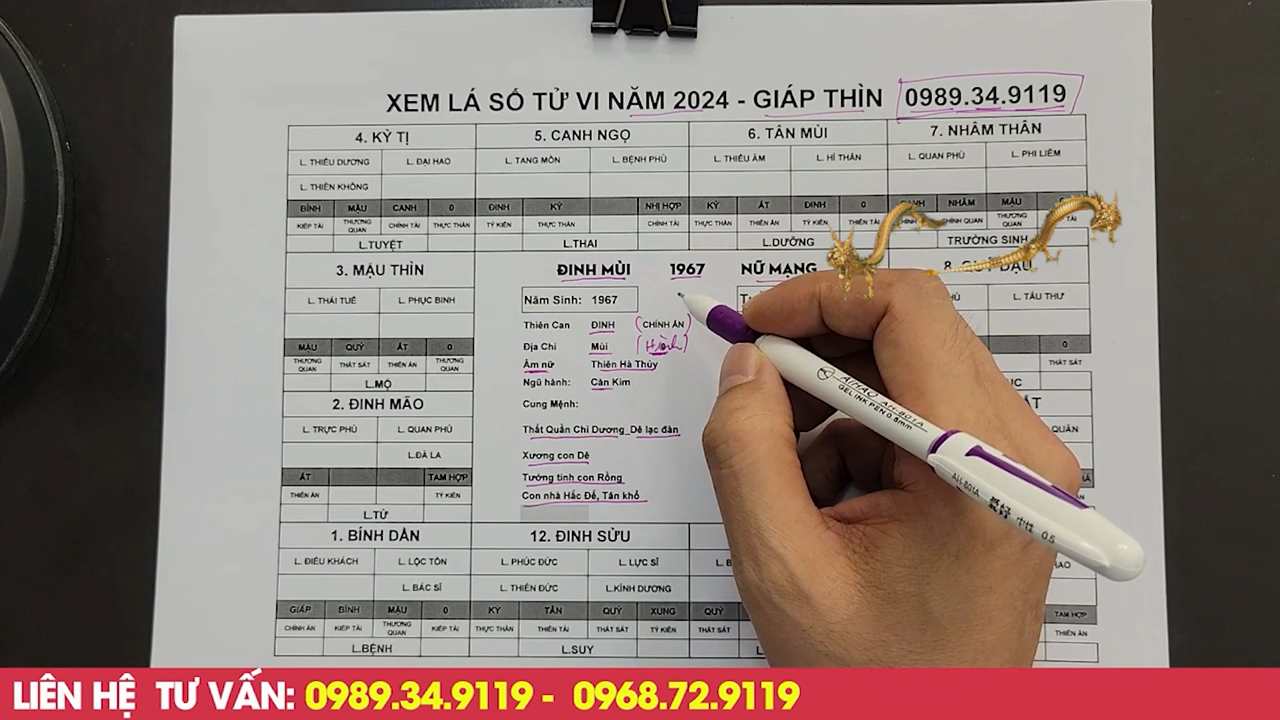 XEM LÁ SỐ TỬ VI NĂM 2024 - GIÁP THÌN 0989.34.9119
4. KỶ TỊ 5. CANH NGỌ 6. TÂN MÙI 7. NHÂM THÂN
L. THIẾU DƯƠNG L. ĐẠI HAO L. TANG MÔN L. BỆNH PHÙ L. THIẾU ÂM L. HỈ THẦN L. QUAN PHÙ L. PHI LIÊM
L. THIÊN KHÔNG
BÍNH MẬU CANH 0 ĐINH KỶ NHỊ HỢP KỶ ẤT ĐINH 0 NHÂM MẬU
KIẾP TÀI THƯƠNG QUAN CHÍNH TÀI THỰC THẦN TỶ KIÊN THỰC THẦN CHÍNH TÀI THỰC THẦN THIÊN ẤN TỶ KIÊN THIÊN TÀI CHÍNH QUAN THƯƠNG QUAN TÀI
L.TUYỆT L.THAI L.DƯỠNG TRƯỜNG SINH
3. MẬU THÌN ĐINH MÙI 1967 NỮ MẠNG
L. THÁI TUẾ L. PHỤC BINH Năm Sinh: 1967 L. TẤU THƯ
Thiên Can ĐINH (CHÍNH ẤN)
MẬU QUÝ ẤT 0 Địa Chi Mùi 0
THƯƠNG QUAN THẤT SÁT THIÊN ẤN THƯƠNG QUAN Âm nữ Thiên Hà Thủy THẤT SÁT
L.MỘ Ngũ hành: Càn Kim
2. ĐINH MÃO Cung Mệnh:
L. TRỰC PHÙ L. QUAN PHÙ Thất Quần Chi Dương_Dê lạc đàn
L.ĐÀ LA Xương con Dê
ẤT TAM HỢP Tướng tinh con Rồng
THIÊN ẤN TỶ KIÊN Con nhà Hắc Đế, Tân khổ
L.TỬ
1. BÍNH DẦN 12. ĐINH SỬU
L. ĐIẾU KHÁCH L. LỘC TỒN L. PHÚC ĐỨC L. LỰC SĨ
L. BÁC SĨ L. THIÊN ĐỨC L.KÌNH DƯƠNG
GIÁP BÍNH MẬU 0 KỶ TÂN QUÝ XUNG QUÝ TAM HỢP
CHÍNH ẤN KIẾP TÀI THƯƠNG QUAN KIẾP TÀI THỰC THẦN THIÊN TÀI THẤT SÁT TỶ KIÊN THẤT SÁT THIÊN ẤN
L.BỆNH L.SUY
AIHAO AH-801A
GEL INK PEN 0.5mm
AH-801A 0.5
LIÊN HỆ TƯ VẤN: 0989.34.9119 - 0968.72.9119